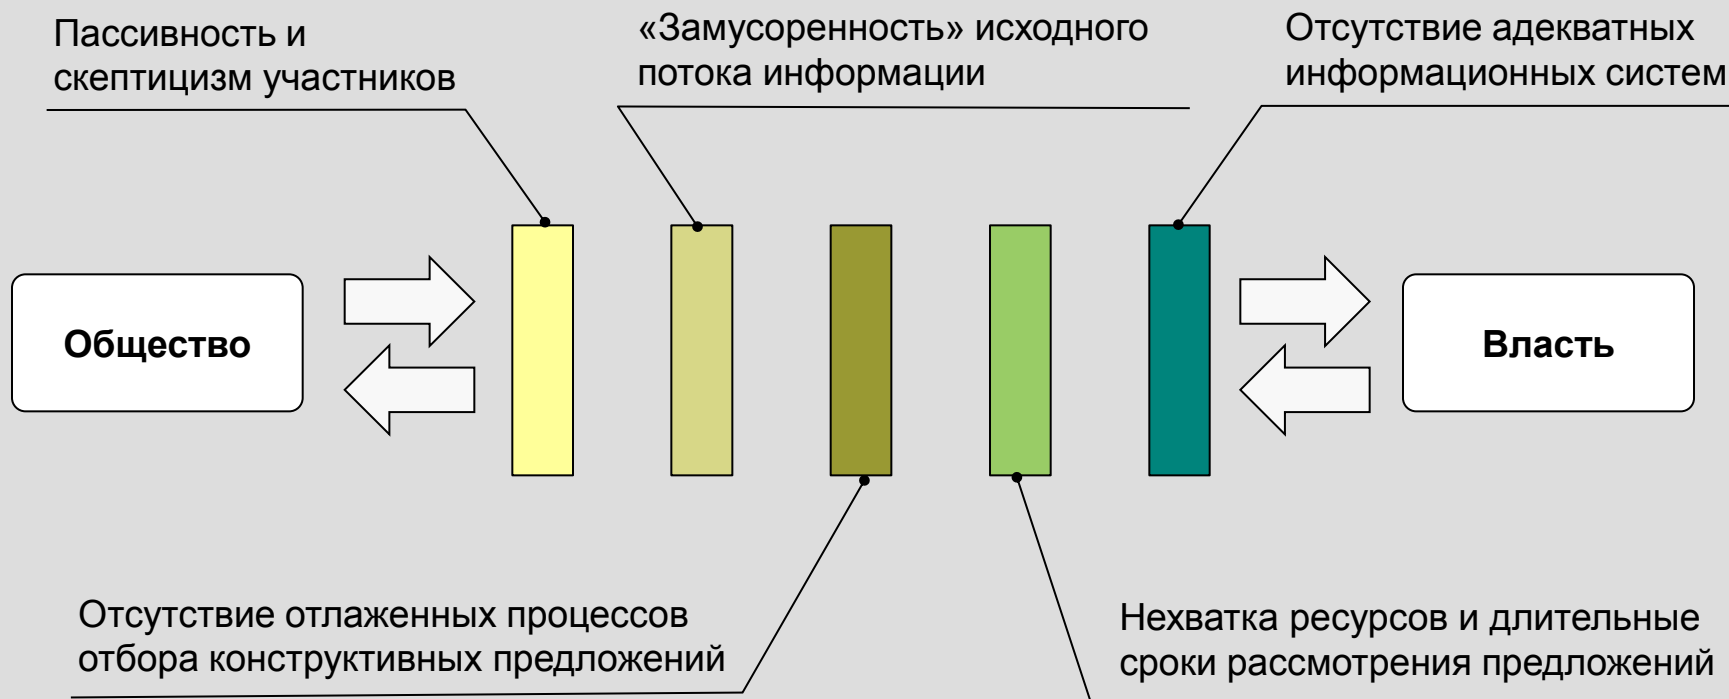 Пассивность и
скептицизм участников
«Замусоренность» исходного
потока информации
Отсутствие адекватных
информационных систем
Общество
Власть
Отсутствие отлаженных процессов
отбора конструктивных предложений
Нехватка ресурсов и длительные
сроки рассмотрения предложений